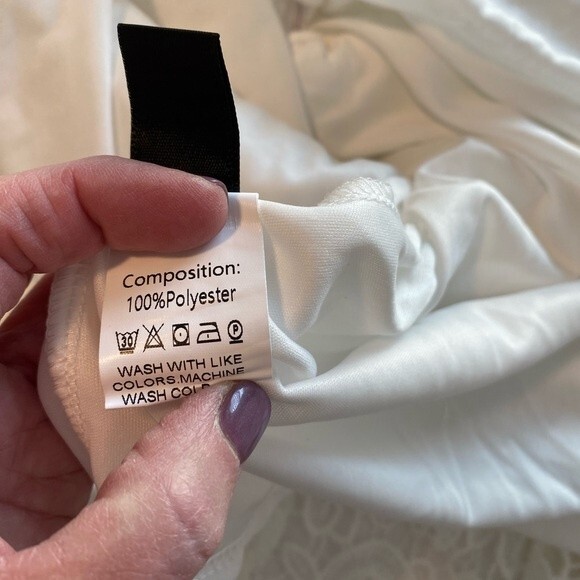 Composition:
100%Polyester
30 P
WASH WITH LIKE
COLORS.MACHINE
WASH COLD